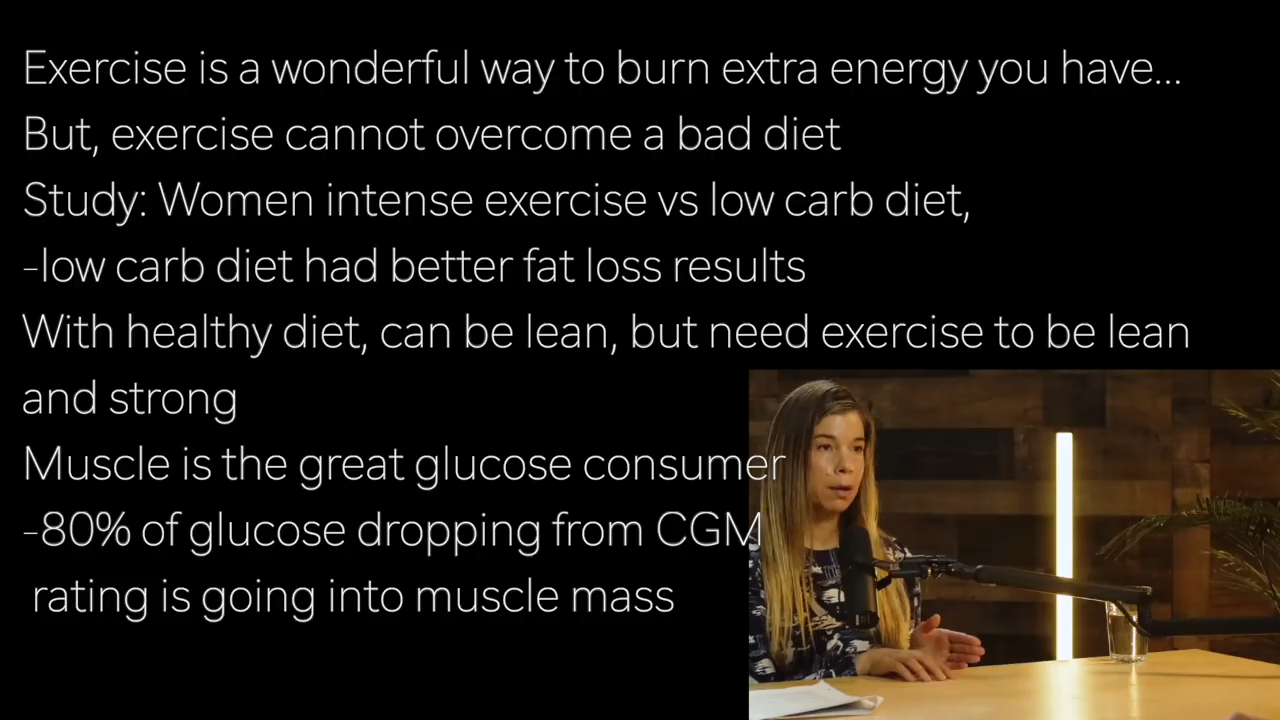 Exercise is a wonderful way to burn extra energy you have...
But, exercise cannot overcome a bad diet
Study: Women intense exercise vs low carb diet,
-low carb diet had better fat loss results
With healthy diet, can be lean, but need exercise to be lean
and strong
Muscle is the great glucose consumer
-80% of glucose dropping from CGM
rating is going into muscle mass